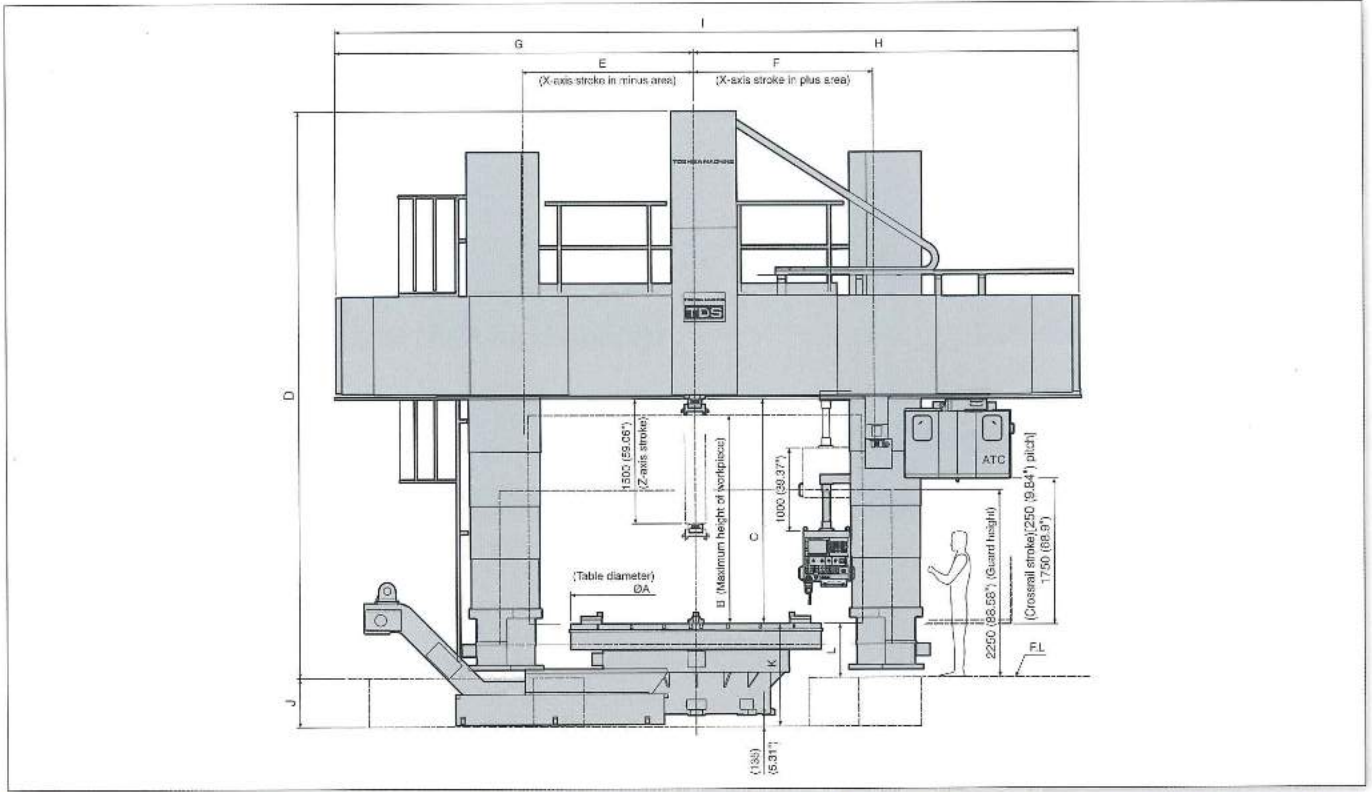 I
G
H
E
F
(X-axis stroke in minus area)
(X-axis stroke in plus area)
TOSHIBA MACHINE
D
TOSHIBA MACHINE
TDS
1500 (59.06")
(Z-axis stroke)
B (Maximum height of workpiece)
C
1000 (39.37")
ATC
(Crossrail stroke)[250 (9.84") pitch]
1750 (68.9")
2250 (88.58") (Guard height)
(Table diameter)
ØA
K
L
F.L
J
(135)
(5.31")